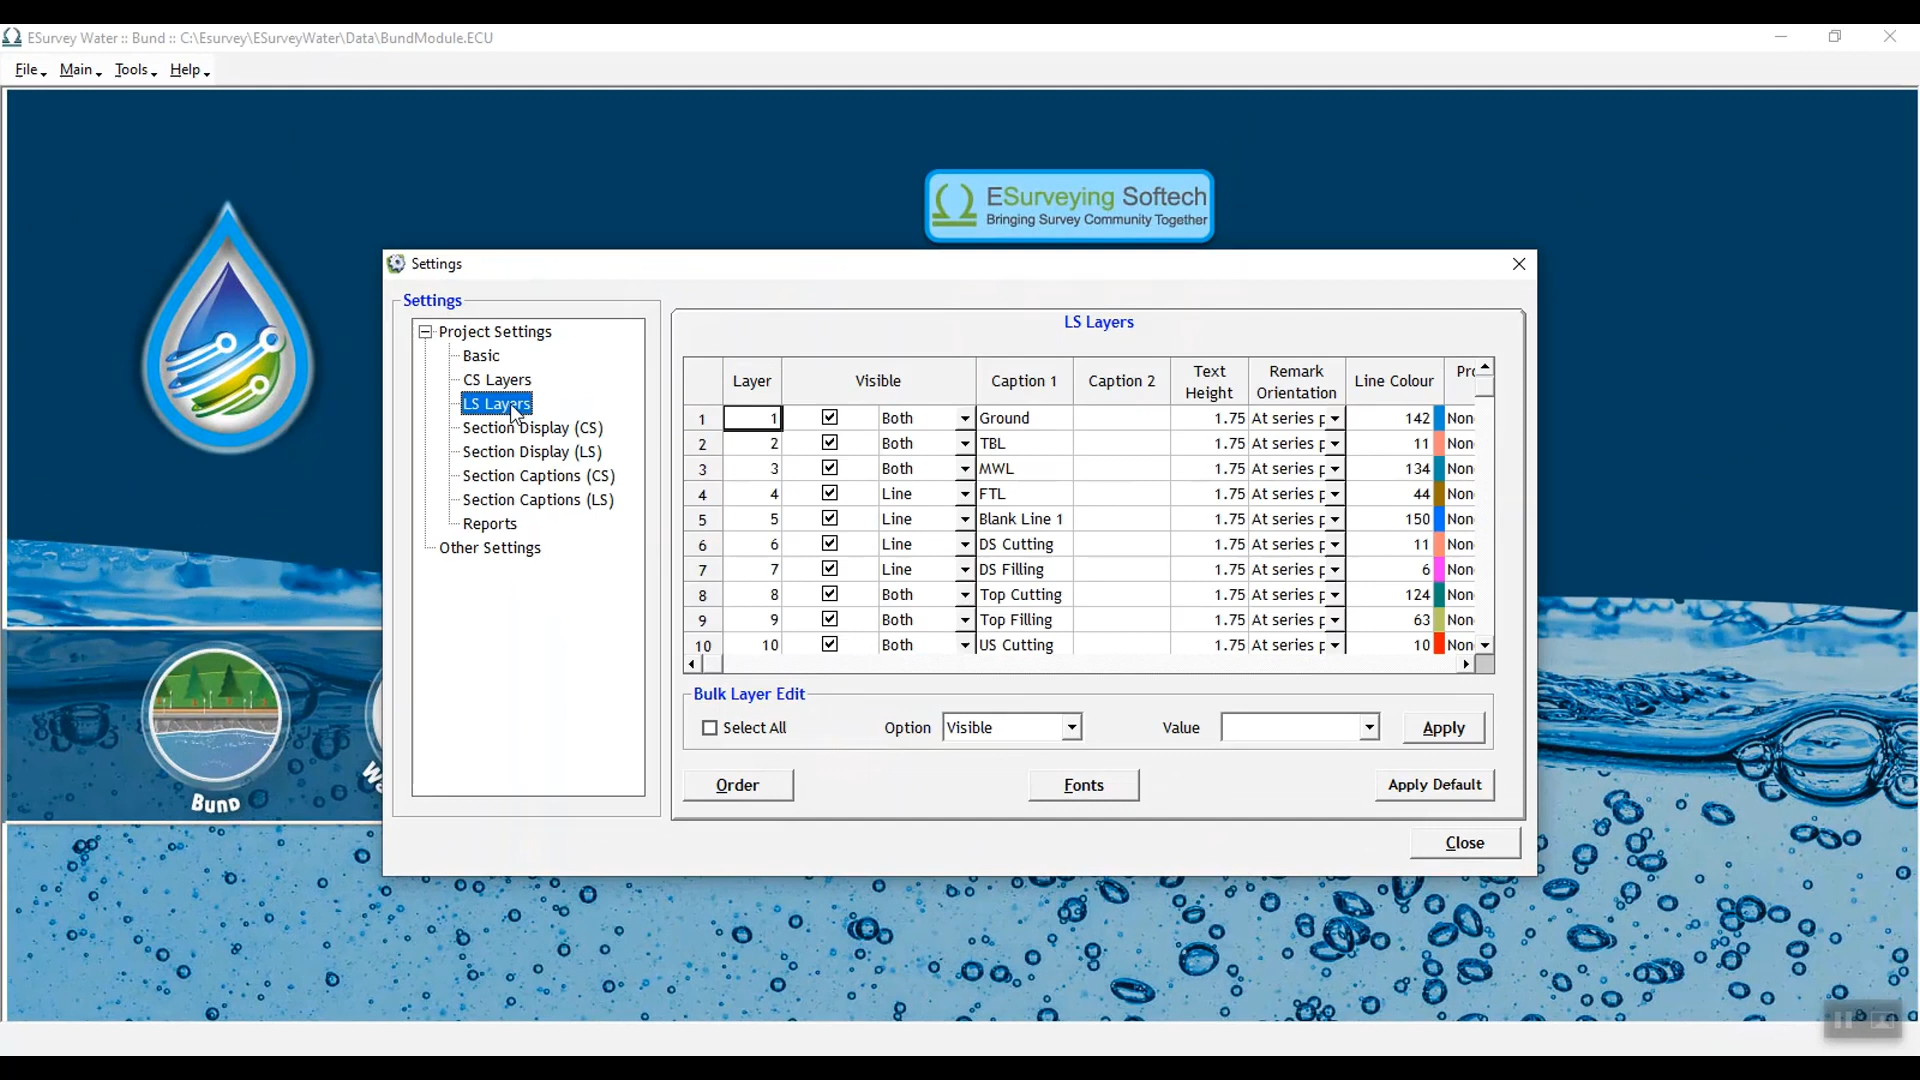 ESurvey Water :: Bund :: C:\Esurvey\ESurveyWater\Data\BundModule.ECU
File Main Tools Help
ESurveying Softech
Bringing Survey Community Together
Settings
Settings
Project Settings
Basic
CS Layers
LS Layers
Section Display (CS)
Section Display (LS)
Section Captions (CS)
Section Captions (LS)
Reports
Other Settings
LS Layers
Layer Visible Caption 1 Caption 2 Text Height Remark Orientation Line Colour
1 1 Both Ground 1.75 At series 142 Non
2 2 Both TBL 1.75 At series 11 Non
3 3 Both MWL 1.75 At series 134 Non
4 4 Line FTL 1.75 At series 44 Non
5 5 Line Blank Line 1 1.75 At series 150 Non
6 6 Line DS Cutting 1.75 At series 11 Non
7 7 Line DS Filling 1.75 At series 6 Non
8 8 Both Top Cutting 1.75 At series 124 Non
9 9 Both Top Filling 1.75 At series 63 Non
10 10 Both US Cutting 1.75 At series 10 Non
Bulk Layer Edit
Select All Option Visible Value Apply
Order Fonts Apply Default
Close
Bund